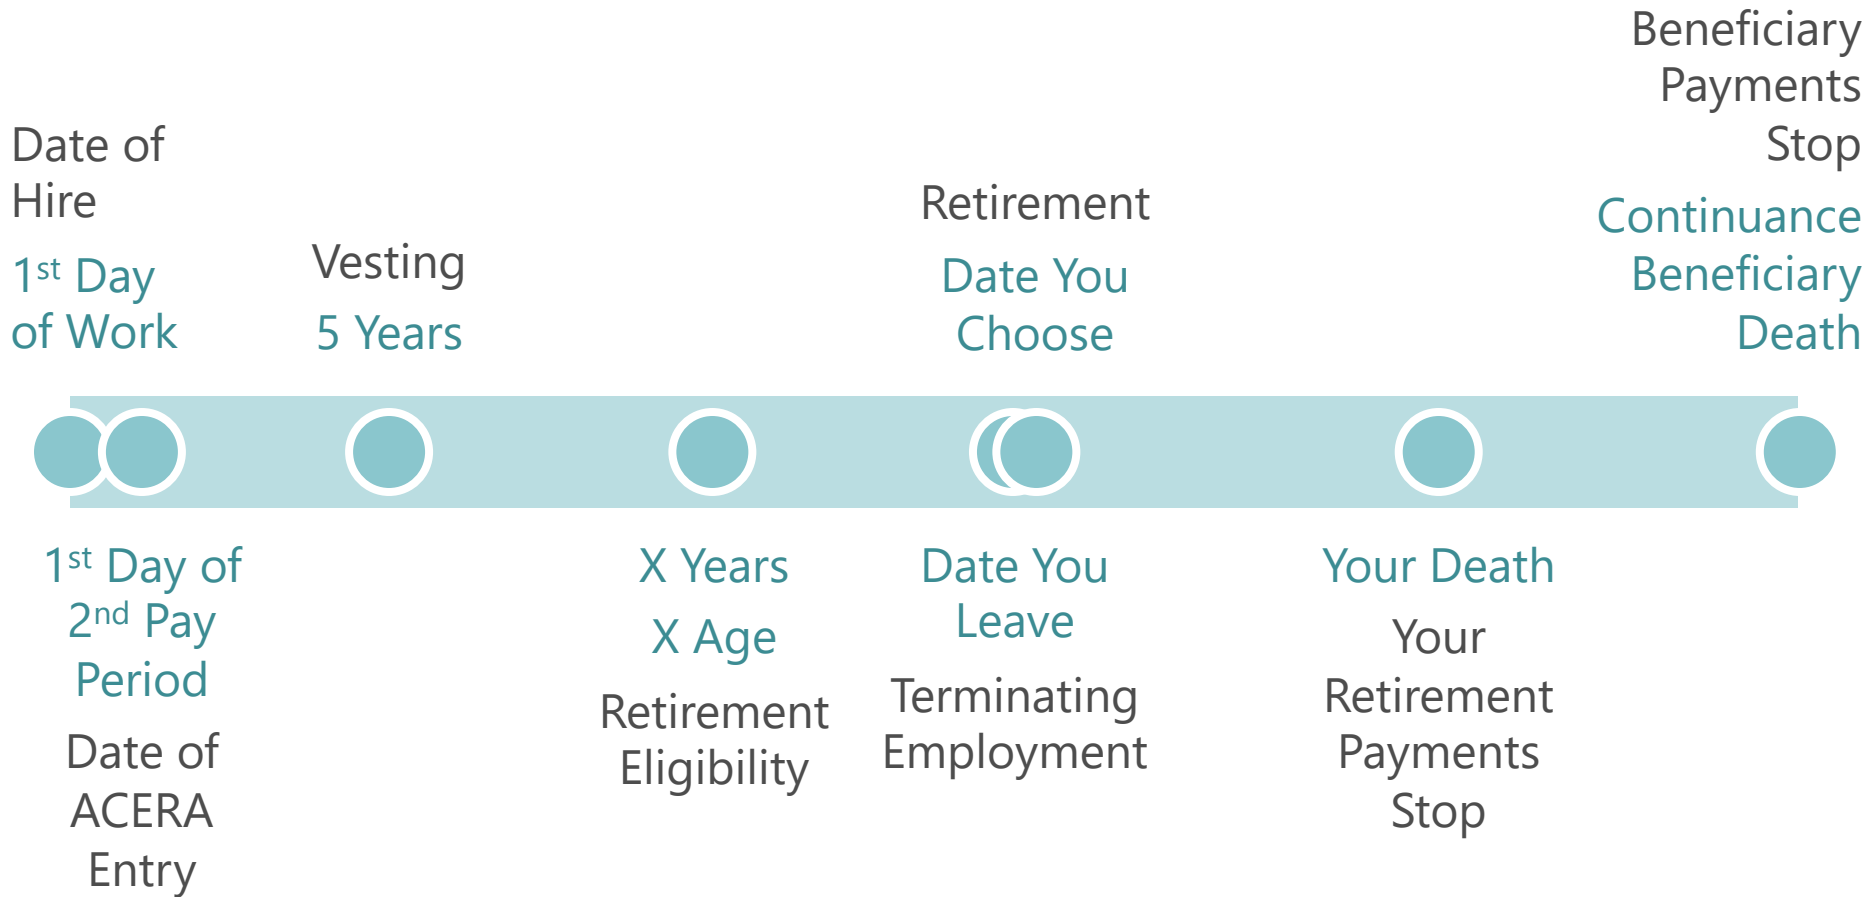 Date of
Hire
1st Day
of Work
Vesting
5 Years
Retirement
Date You
Choose
Beneficiary
Payments
Stop
Continuance
Beneficiary
Death
1st Day of
2nd Pay
Period
Date of
ACERA
Entry
X Years
X Age
Retirement
Eligibility
Date You
Leave
Terminating
Employment
Your Death
Your
Retirement
Payments
Stop